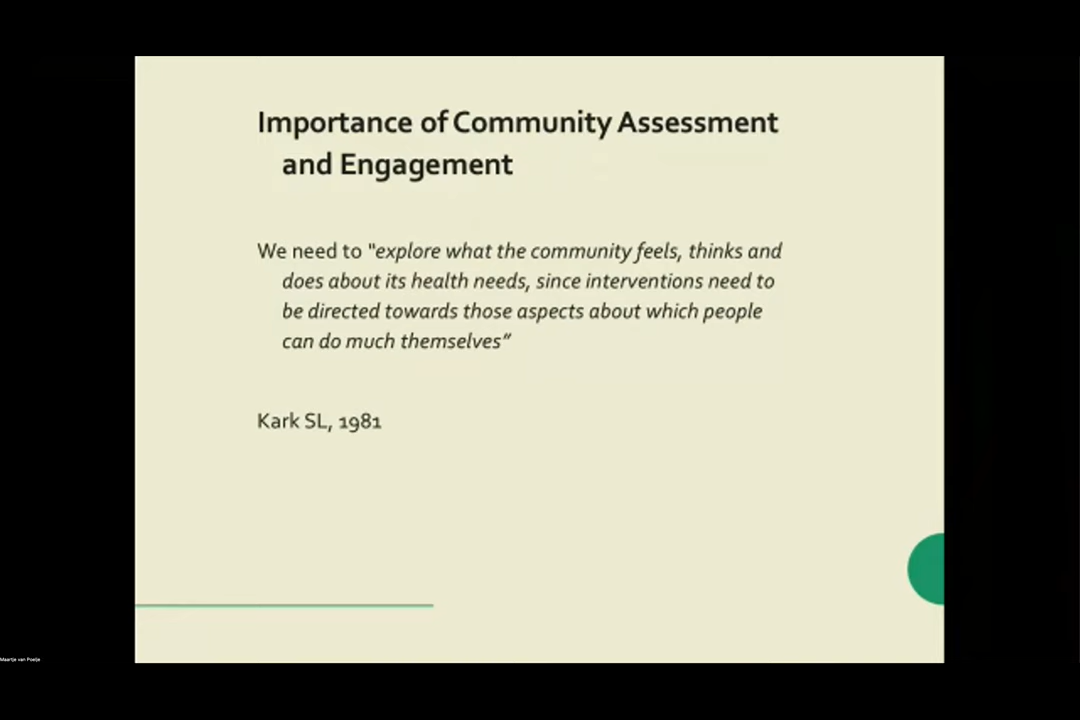 Importance of Community Assessment
and Engagement
We need to "explore what the community feels, thinks and
does about its health needs, since interventions need to
be directed towards those aspects about which people
can do much themselves”
Kark SL, 1981